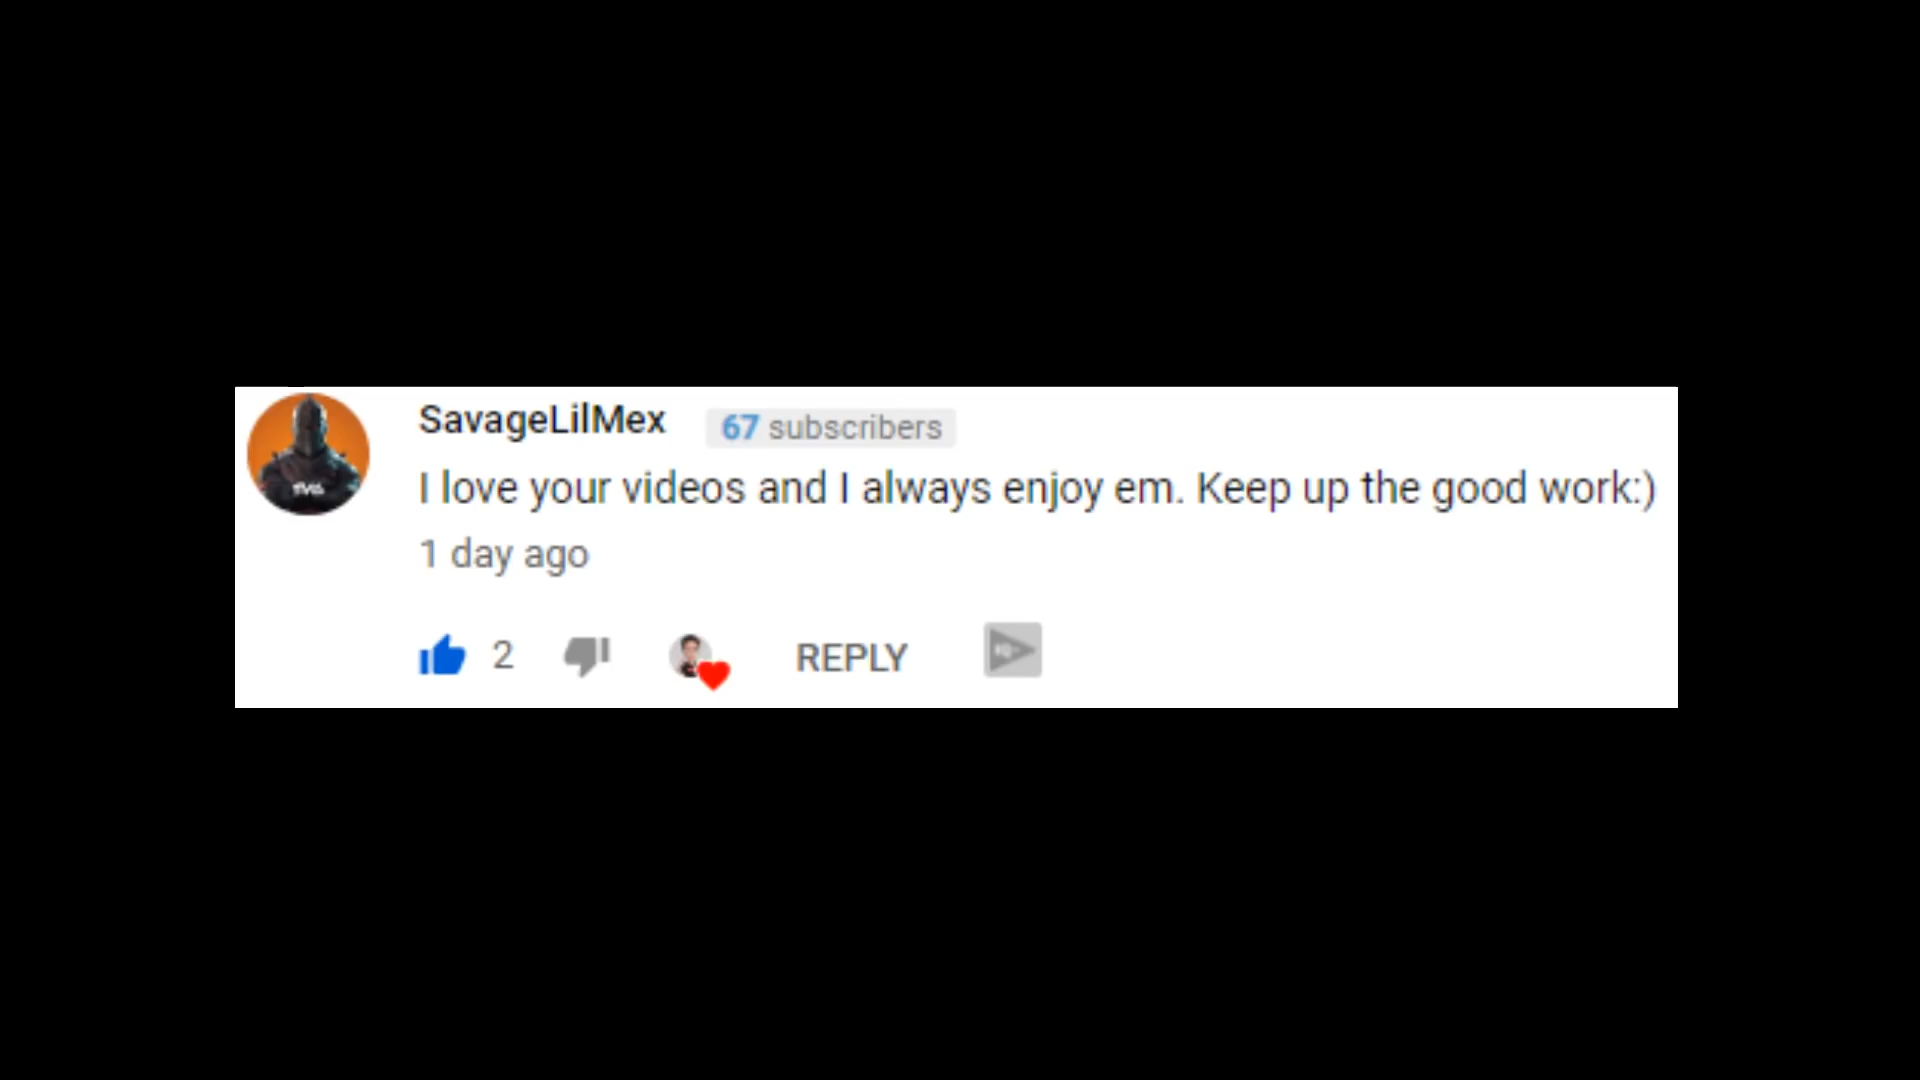 SavageLilMex 67 subscribers
I love your videos and I always enjoy em. Keep up the good work:)
1 day ago
2 REPLY